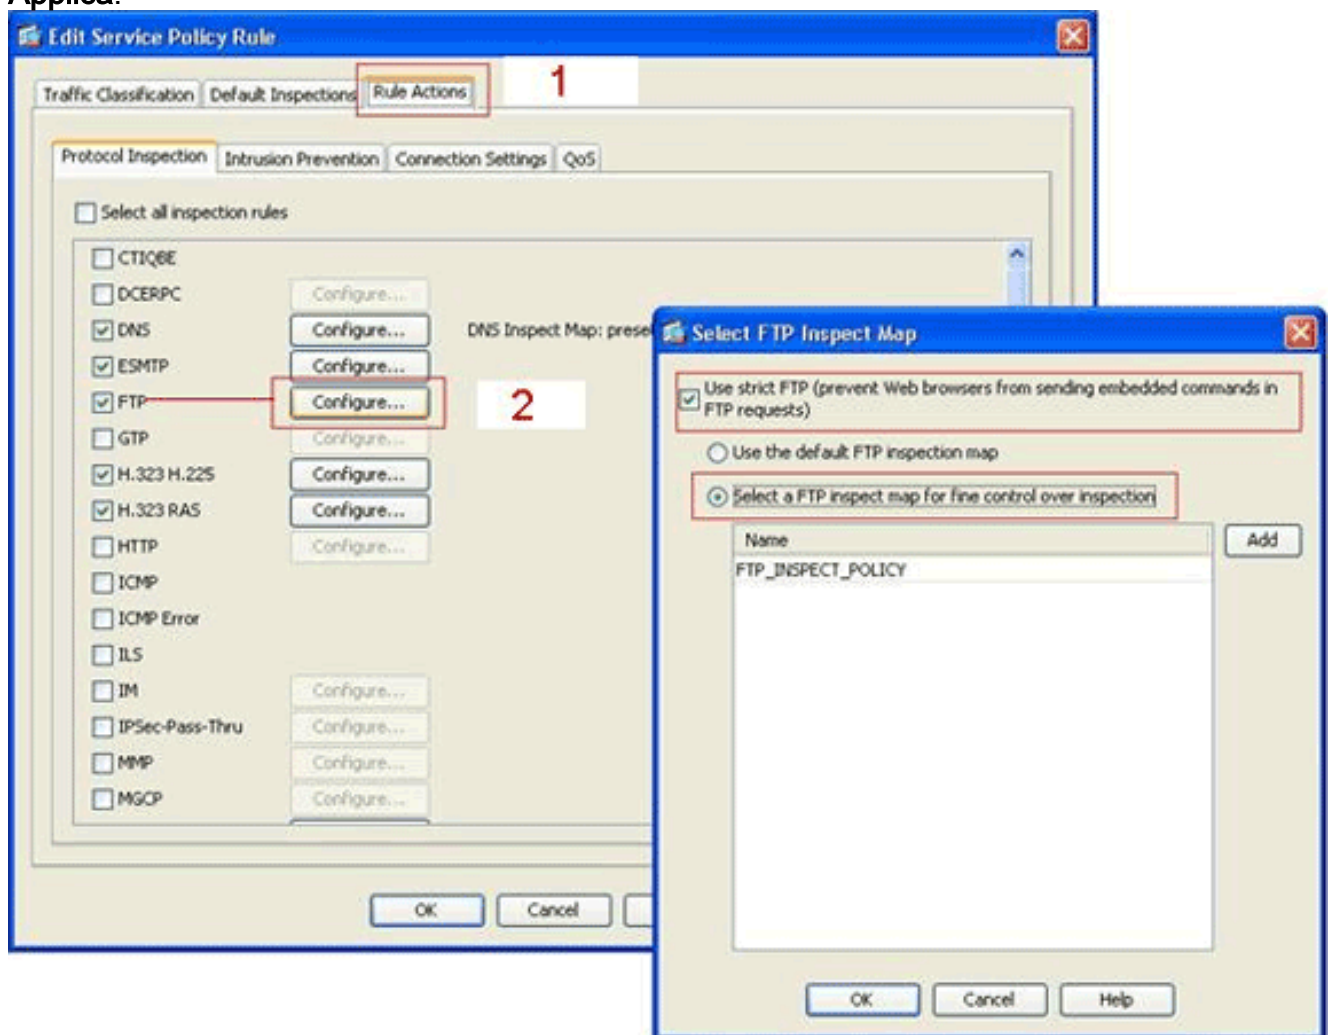 Applica.
Edit Service Policy Rule
1
Traffic Classification Default Inspections Rule Actions
Protocol Inspection Intrusion Prevention Connection Settings QoS
Select all inspection rules
CTIQBE
DCERPC Configure...
DNS Configure... DNS Inspect Map: prese
ESMTP Configure...
FTP Configure... 2
GTP Configure...
H.323 H.225 Configure...
H.323 RAS Configure...
HTTP Configure...
ICMP
ICMP Error
ILS
IM Configure...
IPSec-Pass-Thru Configure...
MMP Configure...
MGCP Configure...
OK Cancel
Select FTP Inspect Map
Use strict FTP (prevent Web browsers from sending embedded commands in
FTP requests)
Use the default FTP inspection map
Select a FTP inspect map for fine control over inspection
Name Add
FTP_INSPECT_POLICY
OK Cancel Help